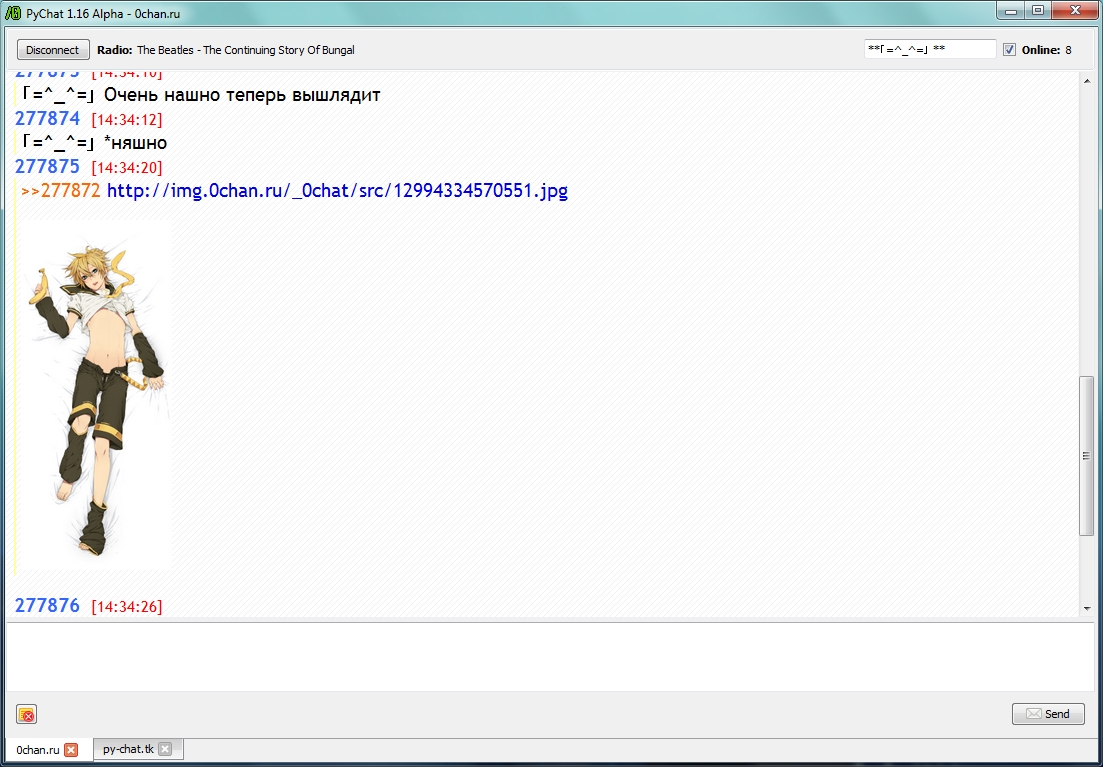 PyChat 1.16 Alpha - 0chan.ru
Disconnect Radio: The Beatles - The Continuing Story Of Bungal **｢=^_^=｣ ** Online: 8
277873 [14:34:10]
｢=^_^=｣ Очень нашно теперь вышлядит
277874 [14:34:12]
｢=^_^=｣ *няшно
277875 [14:34:20]
>>277872 http://img.0chan.ru/_0chat/src/12994334570551.jpg
277876 [14:34:26]
Send
0chan.ru py-chat.tk